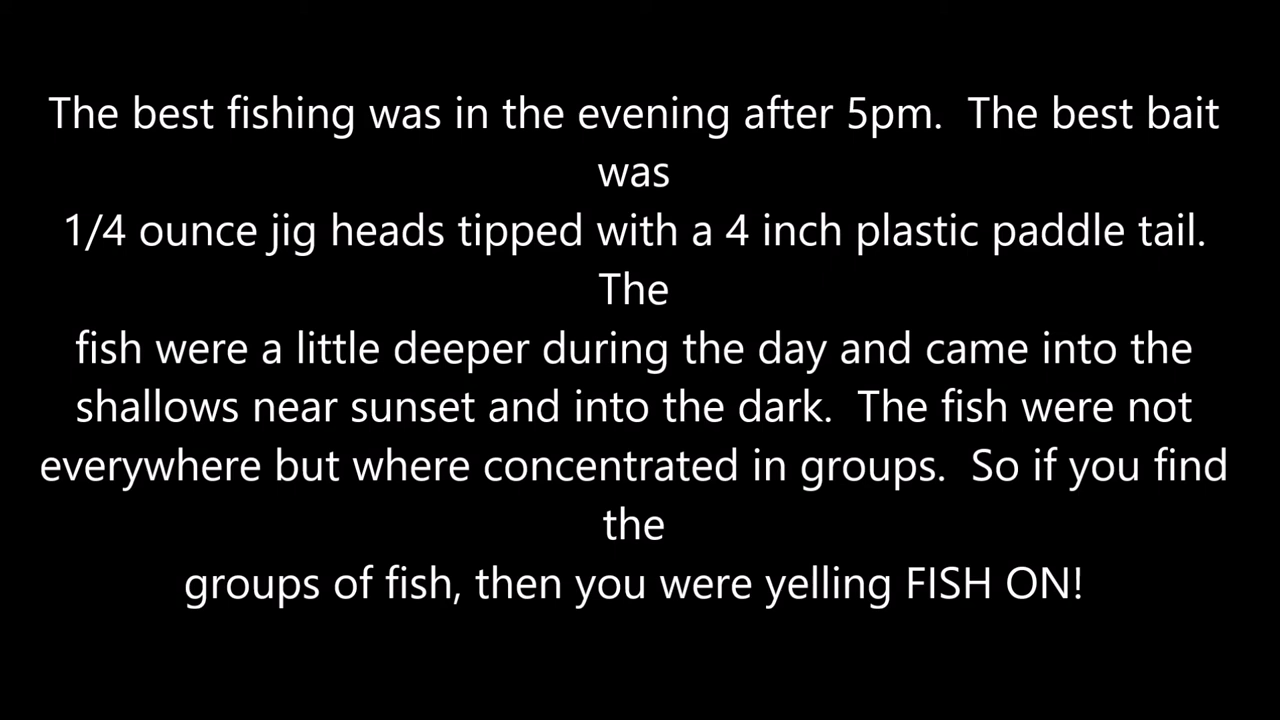 The best fishing was in the evening after 5pm.  The best bait
was
1/4 ounce jig heads tipped with a 4 inch plastic paddle tail.
The
fish were a little deeper during the day and came into the
shallows near sunset and into the dark.  The fish were not
everywhere but where concentrated in groups.  So if you find
the
groups of fish, then you were yelling FISH ON!